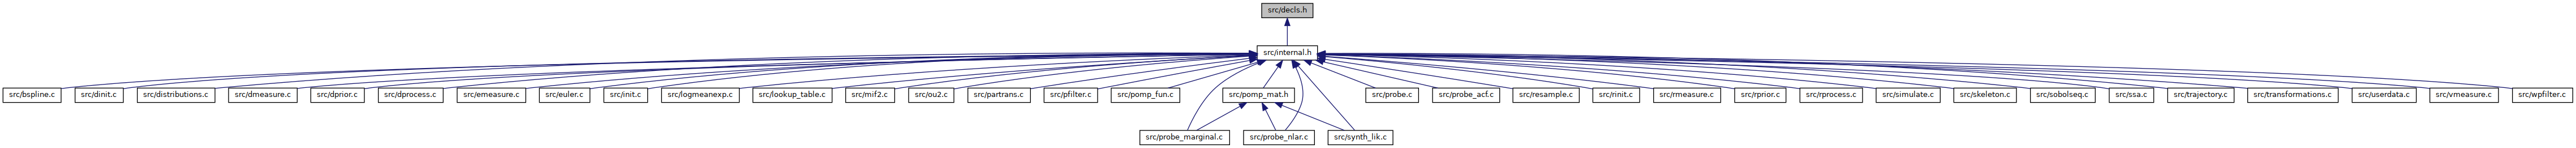 src/decls.h
src/internal.h
src/bspline.c
src/dinit.c
src/distributions.c
src/dmeasure.c
src/dprior.c
src/dprocess.c
src/emeasure.c
src/euler.c
src/init.c
src/logmeanexp.c
src/lookup_table.c
src/mif2.c
src/ou2.c
src/partrans.c
src/pfilter.c
src/pomp_fun.c
src/pomp_mat.h
src/probe.c
src/probe_acf.c
src/resample.c
src/rinit.c
src/rmeasure.c
src/rprior.c
src/rprocess.c
src/simulate.c
src/skeleton.c
src/sobolseq.c
src/ssa.c
src/trajectory.c
src/transformations.c
src/userdata.c
src/vmeasure.c
src/wpfilter.c
src/probe_marginal.c
src/probe_nlar.c
src/synth_lik.c